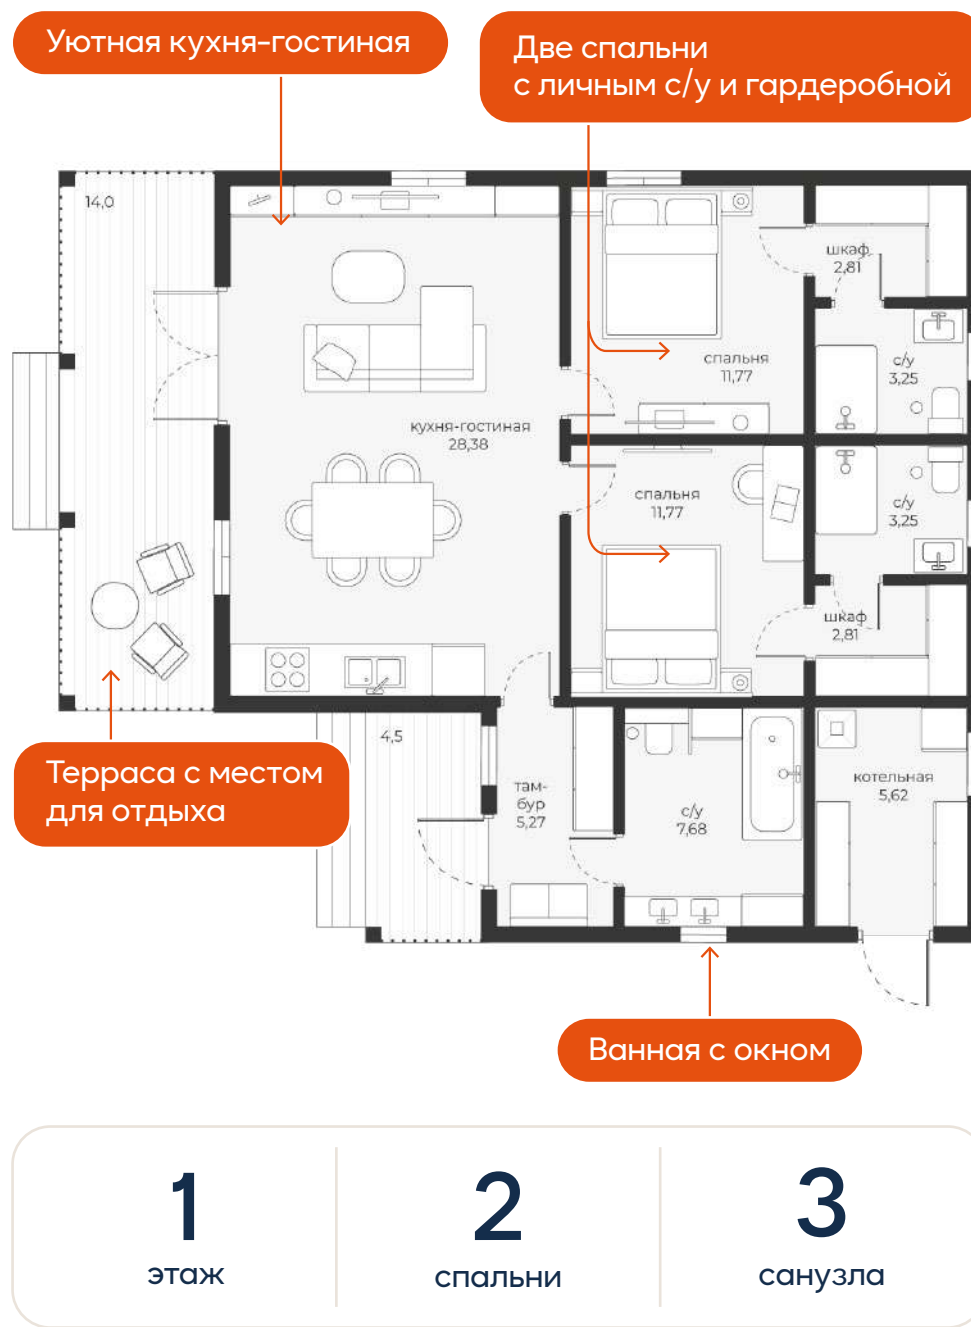 Уютная кухня-гостиная
Две спальни
с личным с/у и гардеробной
14,0
шкаф
2,81
спальня
11,77
с/у
3,25
кухня-гостиная
28,38
спальня
11,77
с/у
3,25
шкаф
2,81
4,5
Терраса с местом
для отдыха
там-
бур
5,27
с/у
7,68
котельная
5,62
Ванная с окном
1
этаж
2
спальни
3
санузла